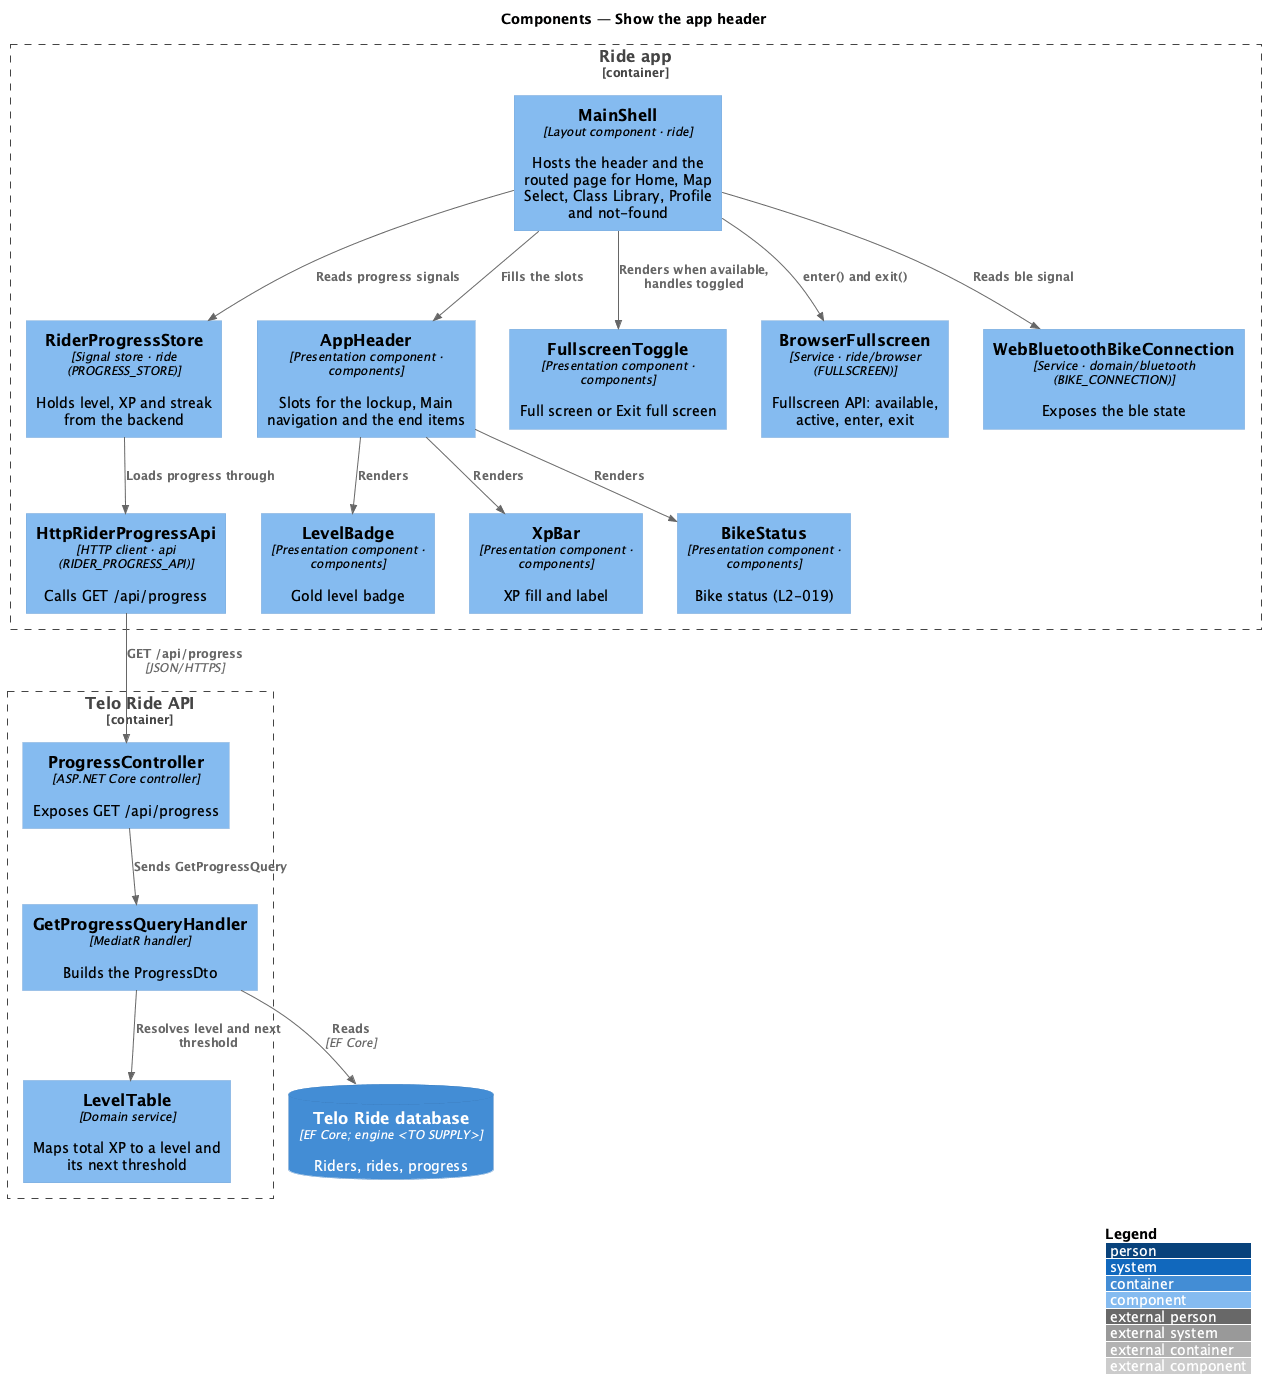 Components — Show the app header
Ride app
[container]
MainShell
[Layout component · ride]
Hosts the header and the
routed page for Home, Map
Select, Class Library, Profile
and not-found
Reads progress signals
Fills the slots
Renders when available,
handles toggled
enter() and exit()
Reads ble signal
RiderProgressStore
[Signal store · ride
(PROGRESS_STORE)]
Holds level, XP and streak
from the backend
AppHeader
[Presentation component ·
components]
Slots for the lockup, Main
navigation and the end items
FullscreenToggle
[Presentation component ·
components]
Full screen or Exit full screen
BrowserFullscreen
[Service · ride/browser
(FULLSCREEN)]
Fullscreen API: available,
active, enter, exit
WebBluetoothBikeConnection
[Service · domain/bluetooth
(BIKE_CONNECTION)]
Exposes the ble state
Loads progress through
Renders
Renders
Renders
HttpRiderProgressApi
[HTTP client · api
(RIDER_PROGRESS_API)]
Calls GET /api/progress
LevelBadge
[Presentation component ·
components]
Gold level badge
XpBar
[Presentation component ·
components]
XP fill and label
BikeStatus
[Presentation component ·
components]
Bike status (L2-019)
GET /api/progress
[JSON/HTTPS]
Telo Ride API
[container]
ProgressController
[ASP.NET Core controller]
Exposes GET /api/progress
Sends GetProgressQuery
GetProgressQueryHandler
[MediatR handler]
Builds the ProgressDto
Resolves level and next
threshold
Reads
[EF Core]
LevelTable
[Domain service]
Maps total XP to a level and
its next threshold
Telo Ride database
[EF Core; engine <TO SUPPLY>]
Riders, rides, progress
Legend
person
system
container
component
external person
external system
external container
external component